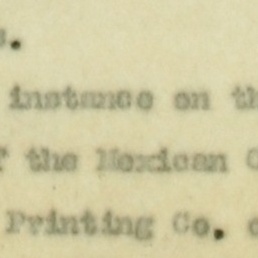 instance on th
the Mexican
Printing Co.